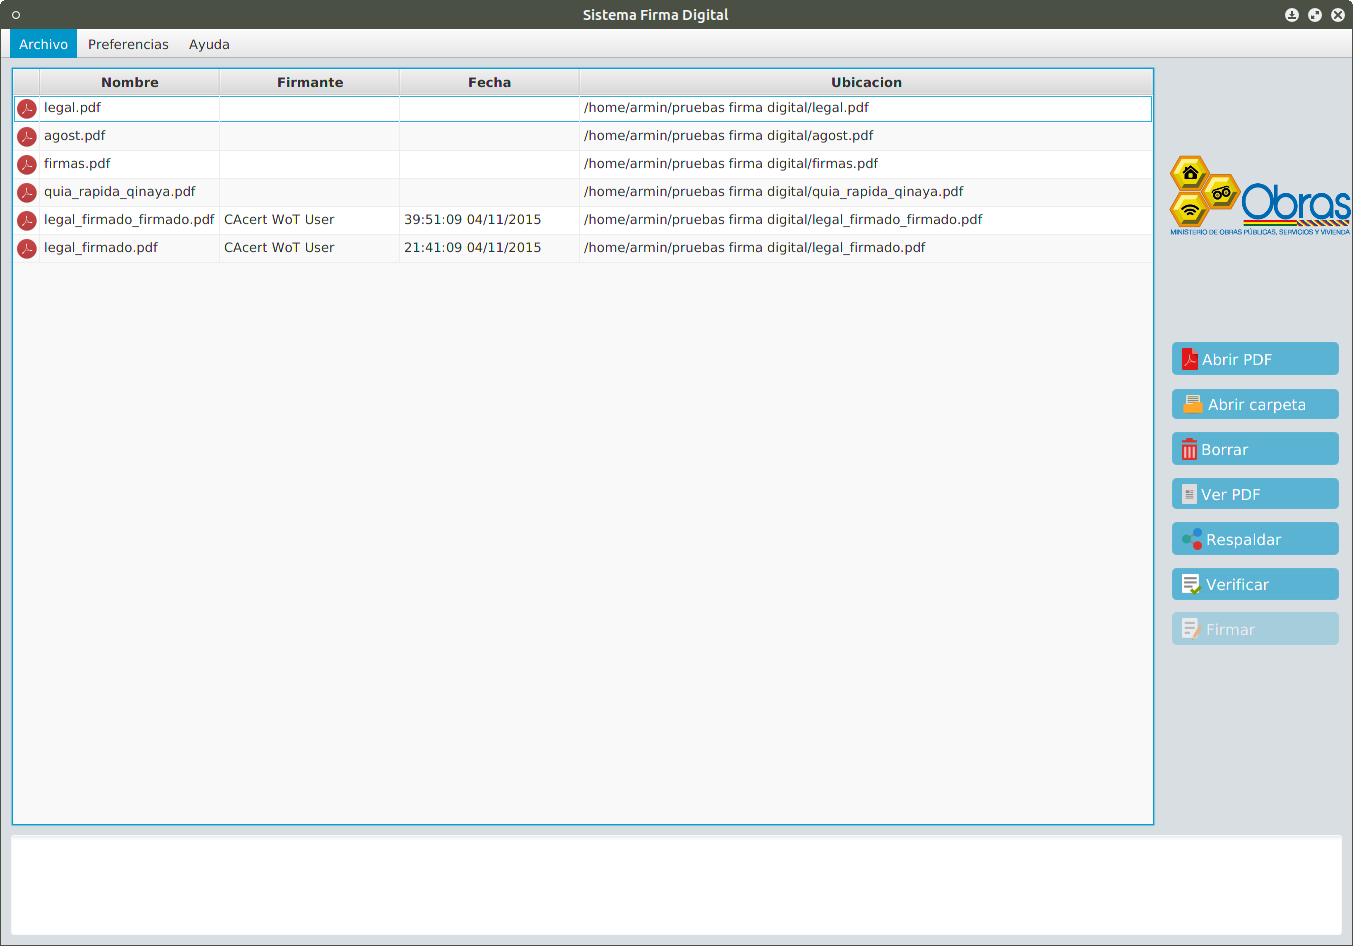 Sistema Firma Digital
Archivo Preferencias Ayuda
Nombre Firmante Fecha Ubicacion
legal.pdf /home/armin/pruebas firma digital/legal.pdf
agost.pdf /home/armin/pruebas firma digital/agost.pdf
firmas.pdf /home/armin/pruebas firma digital/firmas.pdf
quia_rapida_qinaya.pdf /home/armin/pruebas firma digital/quia_rapida_qinaya.pdf
legal_firmado_firmado.pdf CAcert WoT User 39:51:09 04/11/2015 /home/armin/pruebas firma digital/legal_firmado_firmado.pdf
legal_firmado.pdf CAcert WoT User 21:41:09 04/11/2015 /home/armin/pruebas firma digital/legal_firmado.pdf
Obras
MINISTERIO DE OBRAS PÚBLICAS, SERVICIOS Y VIVIENDA
Abrir PDF
Abrir carpeta
Borrar
Ver PDF
Respaldar
Verificar
Firmar